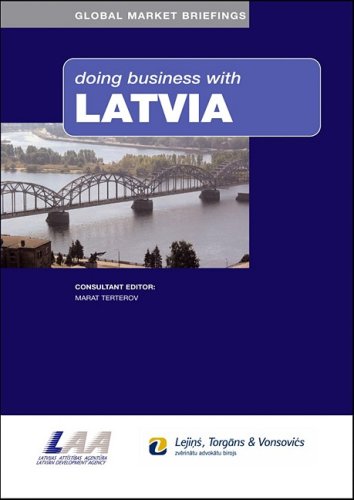 GLOBAL MARKET BRIEFINGS
doing business with
LATVIA
CONSULTANT EDITOR:
MARAT TERTEROV
LAA
LATVIJAS ATTĪSTĪBAS AĢENTŪRA
LATVIAN DEVELOPMENT AGENCY
Lejiņš, Torgāns & Vonsovičs
zvērinātu advokātu birojs